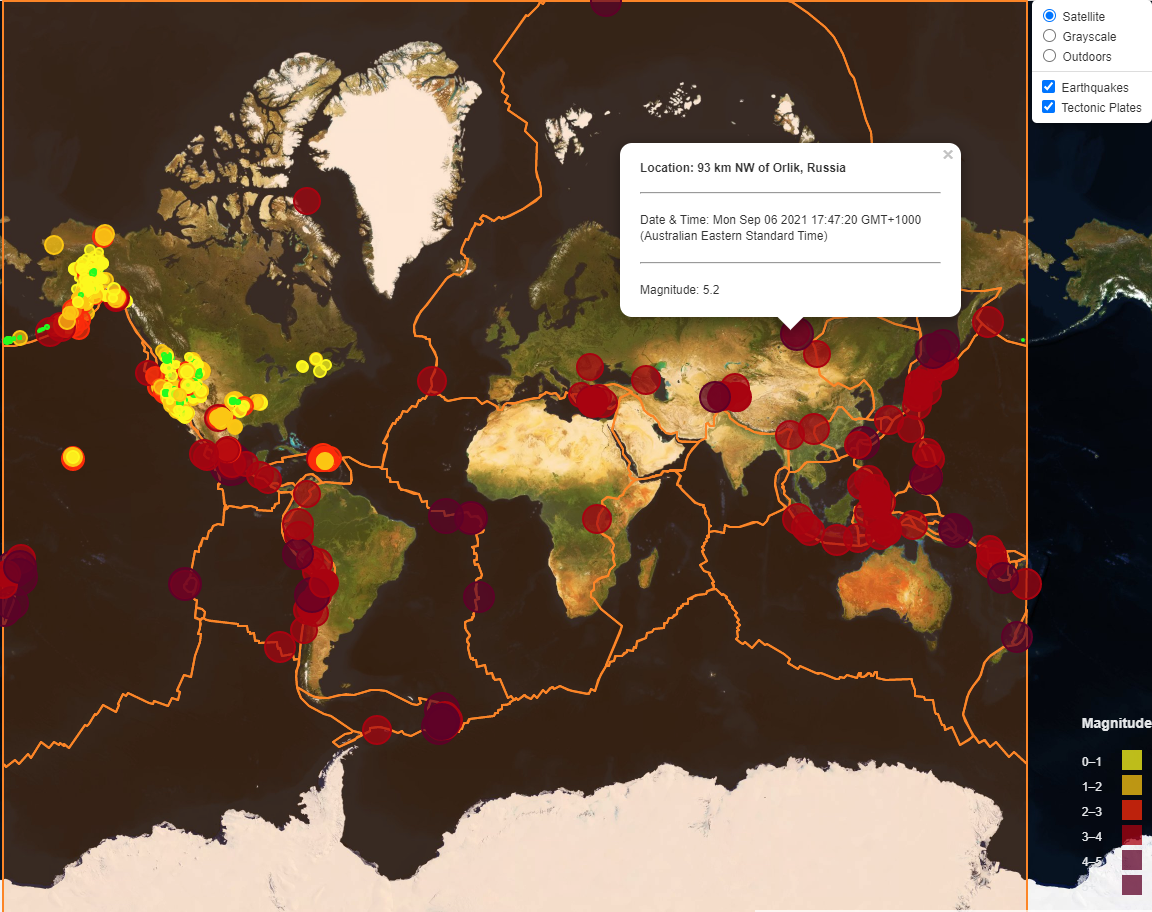 Satellite
Grayscale
Outdoors
Earthquakes
Tectonic Plates
×
Location: 93 km NW of Orlik, Russia
Date & Time: Mon Sep 06 2021 17:47:20 GMT+1000
(Australian Eastern Standard Time)
Magnitude: 5.2
Magnitude
0–1
1–2
2–3
3–4
4–5